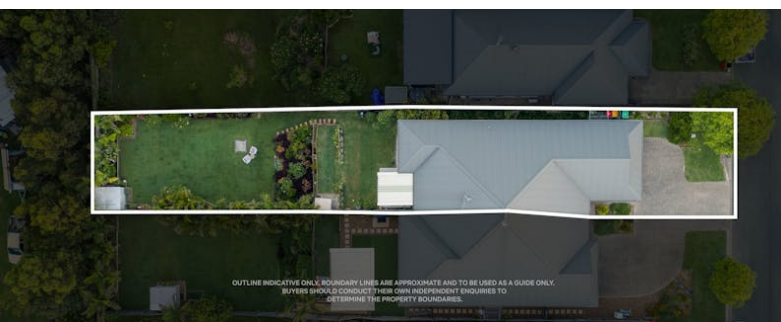 OUTLINE INDICATIVE ONLY. BOUNDARY LINES ARE APPROXIMATE AND TO BE USED AS A GUIDE ONLY.
BUYERS SHOULD CONDUCT THEIR OWN INDEPENDENT ENQUIRIES TO
DETERMINE THE PROPERTY BOUNDARIES.